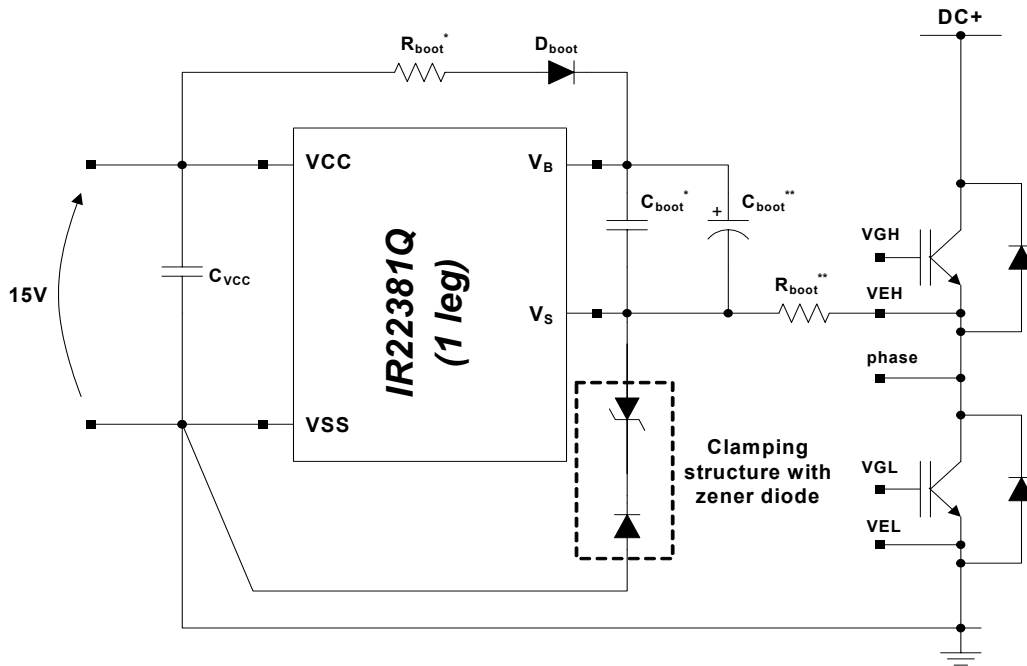 DC+
R_boot* D_boot
VCC V_B
C_boot* C_boot**
VGH
C_VCC
15V
R_boot**
VEH
IR22381Q
(1 leg)
V_S
+
phase
VSS
Clamping
structure with
zener diode
VGL
VEL